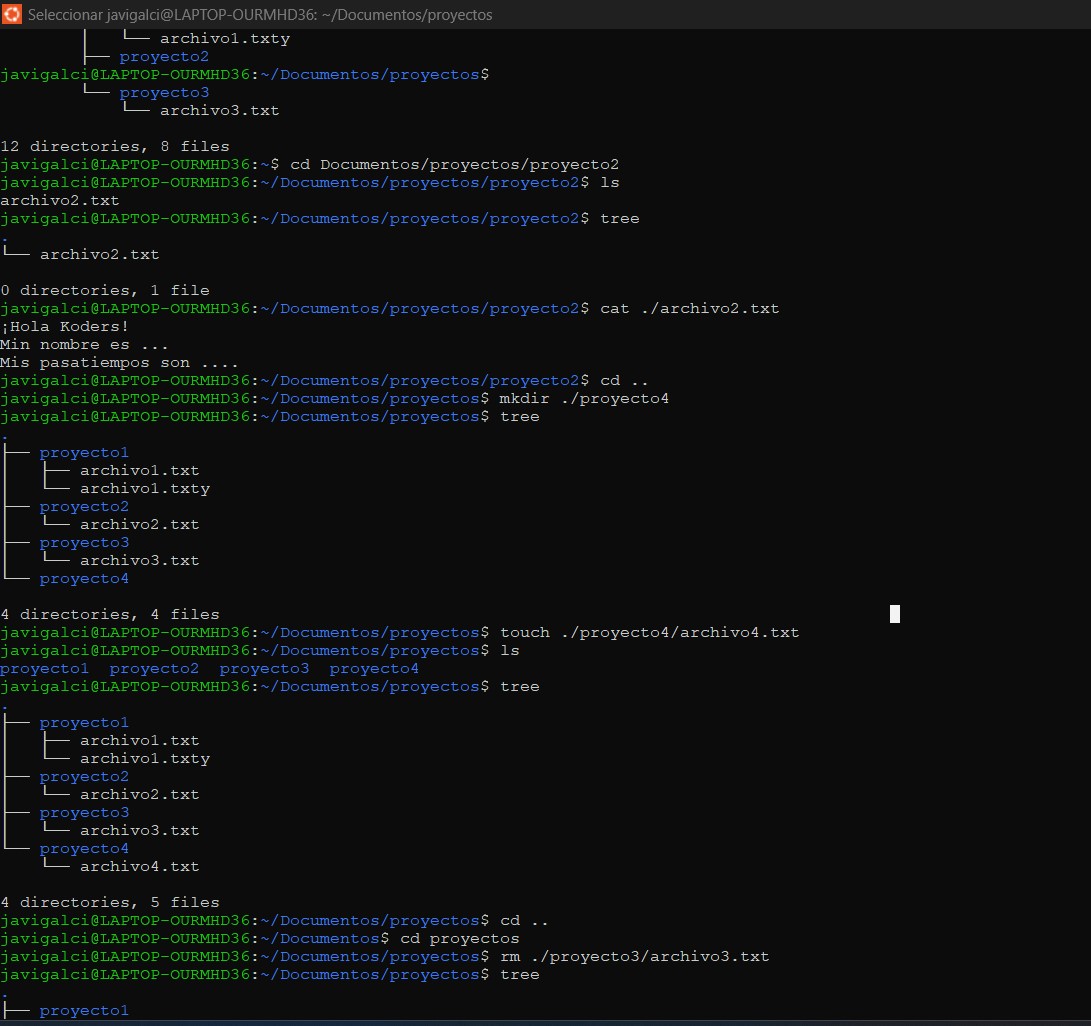 Seleccionar javigalci@LAPTOP-OURMHD36: ~/Documentos/proyectos
│   └── archivo1.txty
├── proyecto2
javigalci@LAPTOP-OURMHD36:~/Documentos/proyectos$
└── proyecto3
    └── archivo3.txt
12 directories, 8 files
javigalci@LAPTOP-OURMHD36:~$ cd Documentos/proyectos/proyecto2
javigalci@LAPTOP-OURMHD36:~/Documentos/proyectos/proyecto2$ ls
archivo2.txt
javigalci@LAPTOP-OURMHD36:~/Documentos/proyectos/proyecto2$ tree
.
└── archivo2.txt
0 directories, 1 file
javigalci@LAPTOP-OURMHD36:~/Documentos/proyectos/proyecto2$ cat ./archivo2.txt
¡Hola Koders!
Min nombre es ...
Mis pasatiempos son ....
javigalci@LAPTOP-OURMHD36:~/Documentos/proyectos/proyecto2$ cd ..
javigalci@LAPTOP-OURMHD36:~/Documentos/proyectos$ mkdir ./proyecto4
javigalci@LAPTOP-OURMHD36:~/Documentos/proyectos$ tree
.
├── proyecto1
│   ├── archivo1.txt
│   └── archivo1.txty
├── proyecto2
│   └── archivo2.txt
├── proyecto3
│   └── archivo3.txt
└── proyecto4
4 directories, 4 files
javigalci@LAPTOP-OURMHD36:~/Documentos/proyectos$ touch ./proyecto4/archivo4.txt
javigalci@LAPTOP-OURMHD36:~/Documentos/proyectos$ ls
proyecto1  proyecto2  proyecto3  proyecto4
javigalci@LAPTOP-OURMHD36:~/Documentos/proyectos$ tree
.
├── proyecto1
│   ├── archivo1.txt
│   └── archivo1.txty
├── proyecto2
│   └── archivo2.txt
├── proyecto3
│   └── archivo3.txt
└── proyecto4
    └── archivo4.txt
4 directories, 5 files
javigalci@LAPTOP-OURMHD36:~/Documentos/proyectos$ cd ..
javigalci@LAPTOP-OURMHD36:~/Documentos$ cd proyectos
javigalci@LAPTOP-OURMHD36:~/Documentos/proyectos$ rm ./proyecto3/archivo3.txt
javigalci@LAPTOP-OURMHD36:~/Documentos/proyectos$ tree
.
├── proyecto1